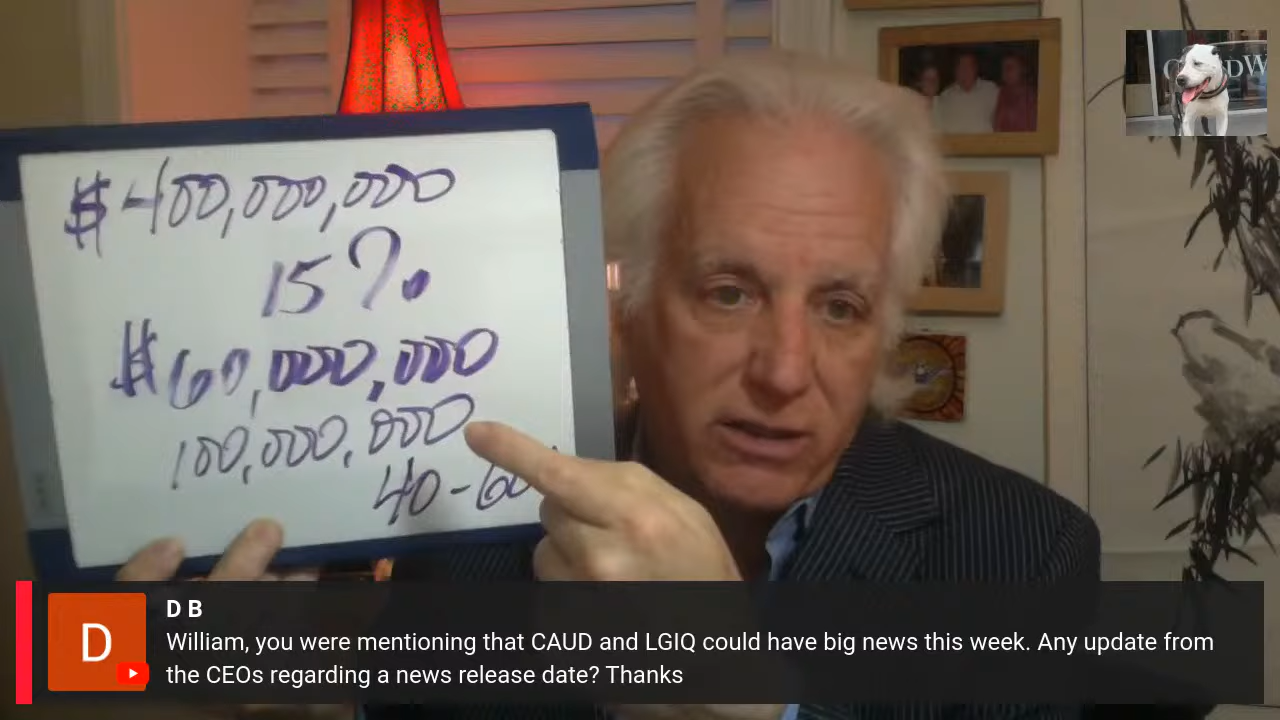 $400,000,000
15%
$60,000,000
100,000,000
40-60
D
D B
William, you were mentioning that CAUD and LGIQ could have big news this week. Any update from
the CEOs regarding a news release date? Thanks